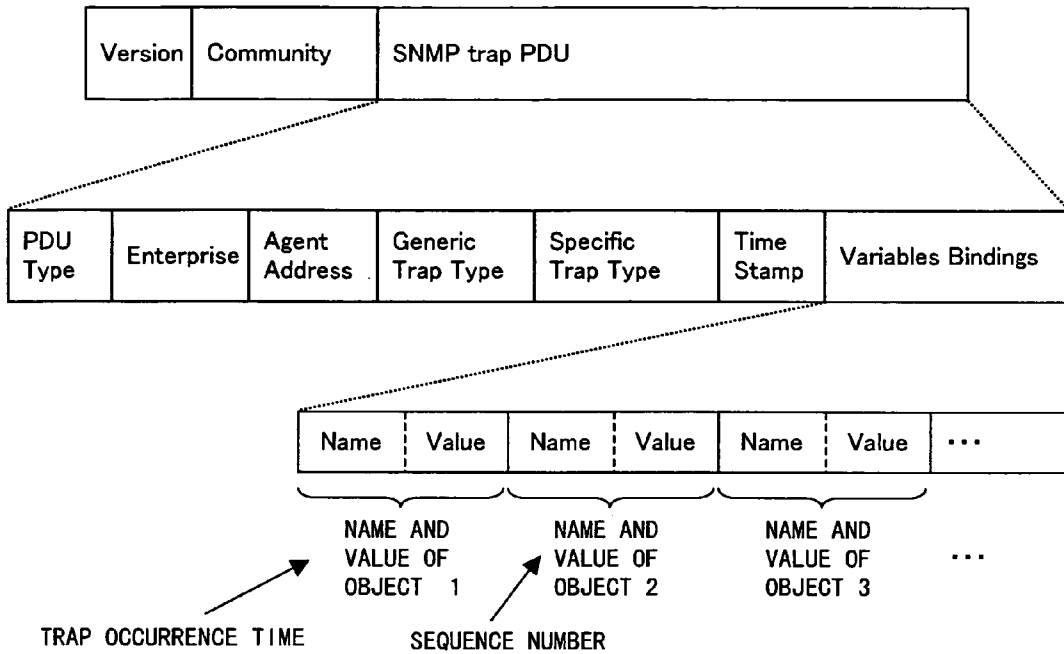 Version Community SNMP trap PDU
PDU Type Enterprise Agent Address Generic Trap Type Specific Trap Type Time Stamp Variables Bindings
Name Value Name Value Name Value ...
NAME AND VALUE OF OBJECT 1 NAME AND VALUE OF OBJECT 2 NAME AND VALUE OF OBJECT 3 ...
TRAP OCCURRENCE TIME SEQUENCE NUMBER